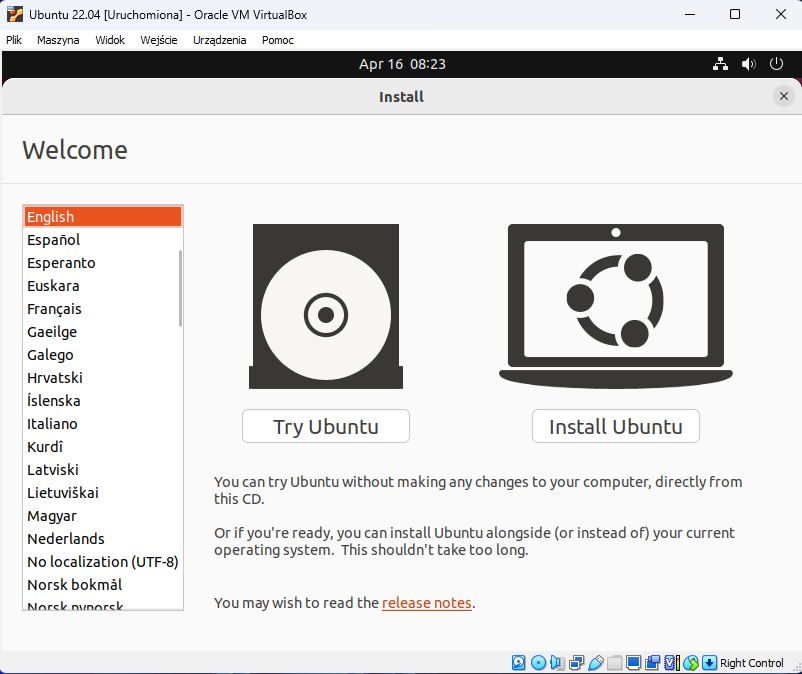 Ubuntu 22.04 [Uruchomiona] - Oracle VM VirtualBox
Plik Maszyna Widok Wejście Urządzenia Pomoc
Apr 16 08:23
Install
Welcome
English
Español
Esperanto
Euskara
Français
Gaeilge
Galego
Hrvatski
Íslenska
Italiano
Kurdî
Latviski
Lietuviškai
Magyar
Nederlands
No localization (UTF-8)
Norsk bokmål
Norsk nynorsk
Try Ubuntu
Install Ubuntu
You can try Ubuntu without making any changes to your computer, directly from
this CD.
Or if you're ready, you can install Ubuntu alongside (or instead of) your current
operating system. This shouldn't take too long.
You may wish to read the release notes.
Right Control